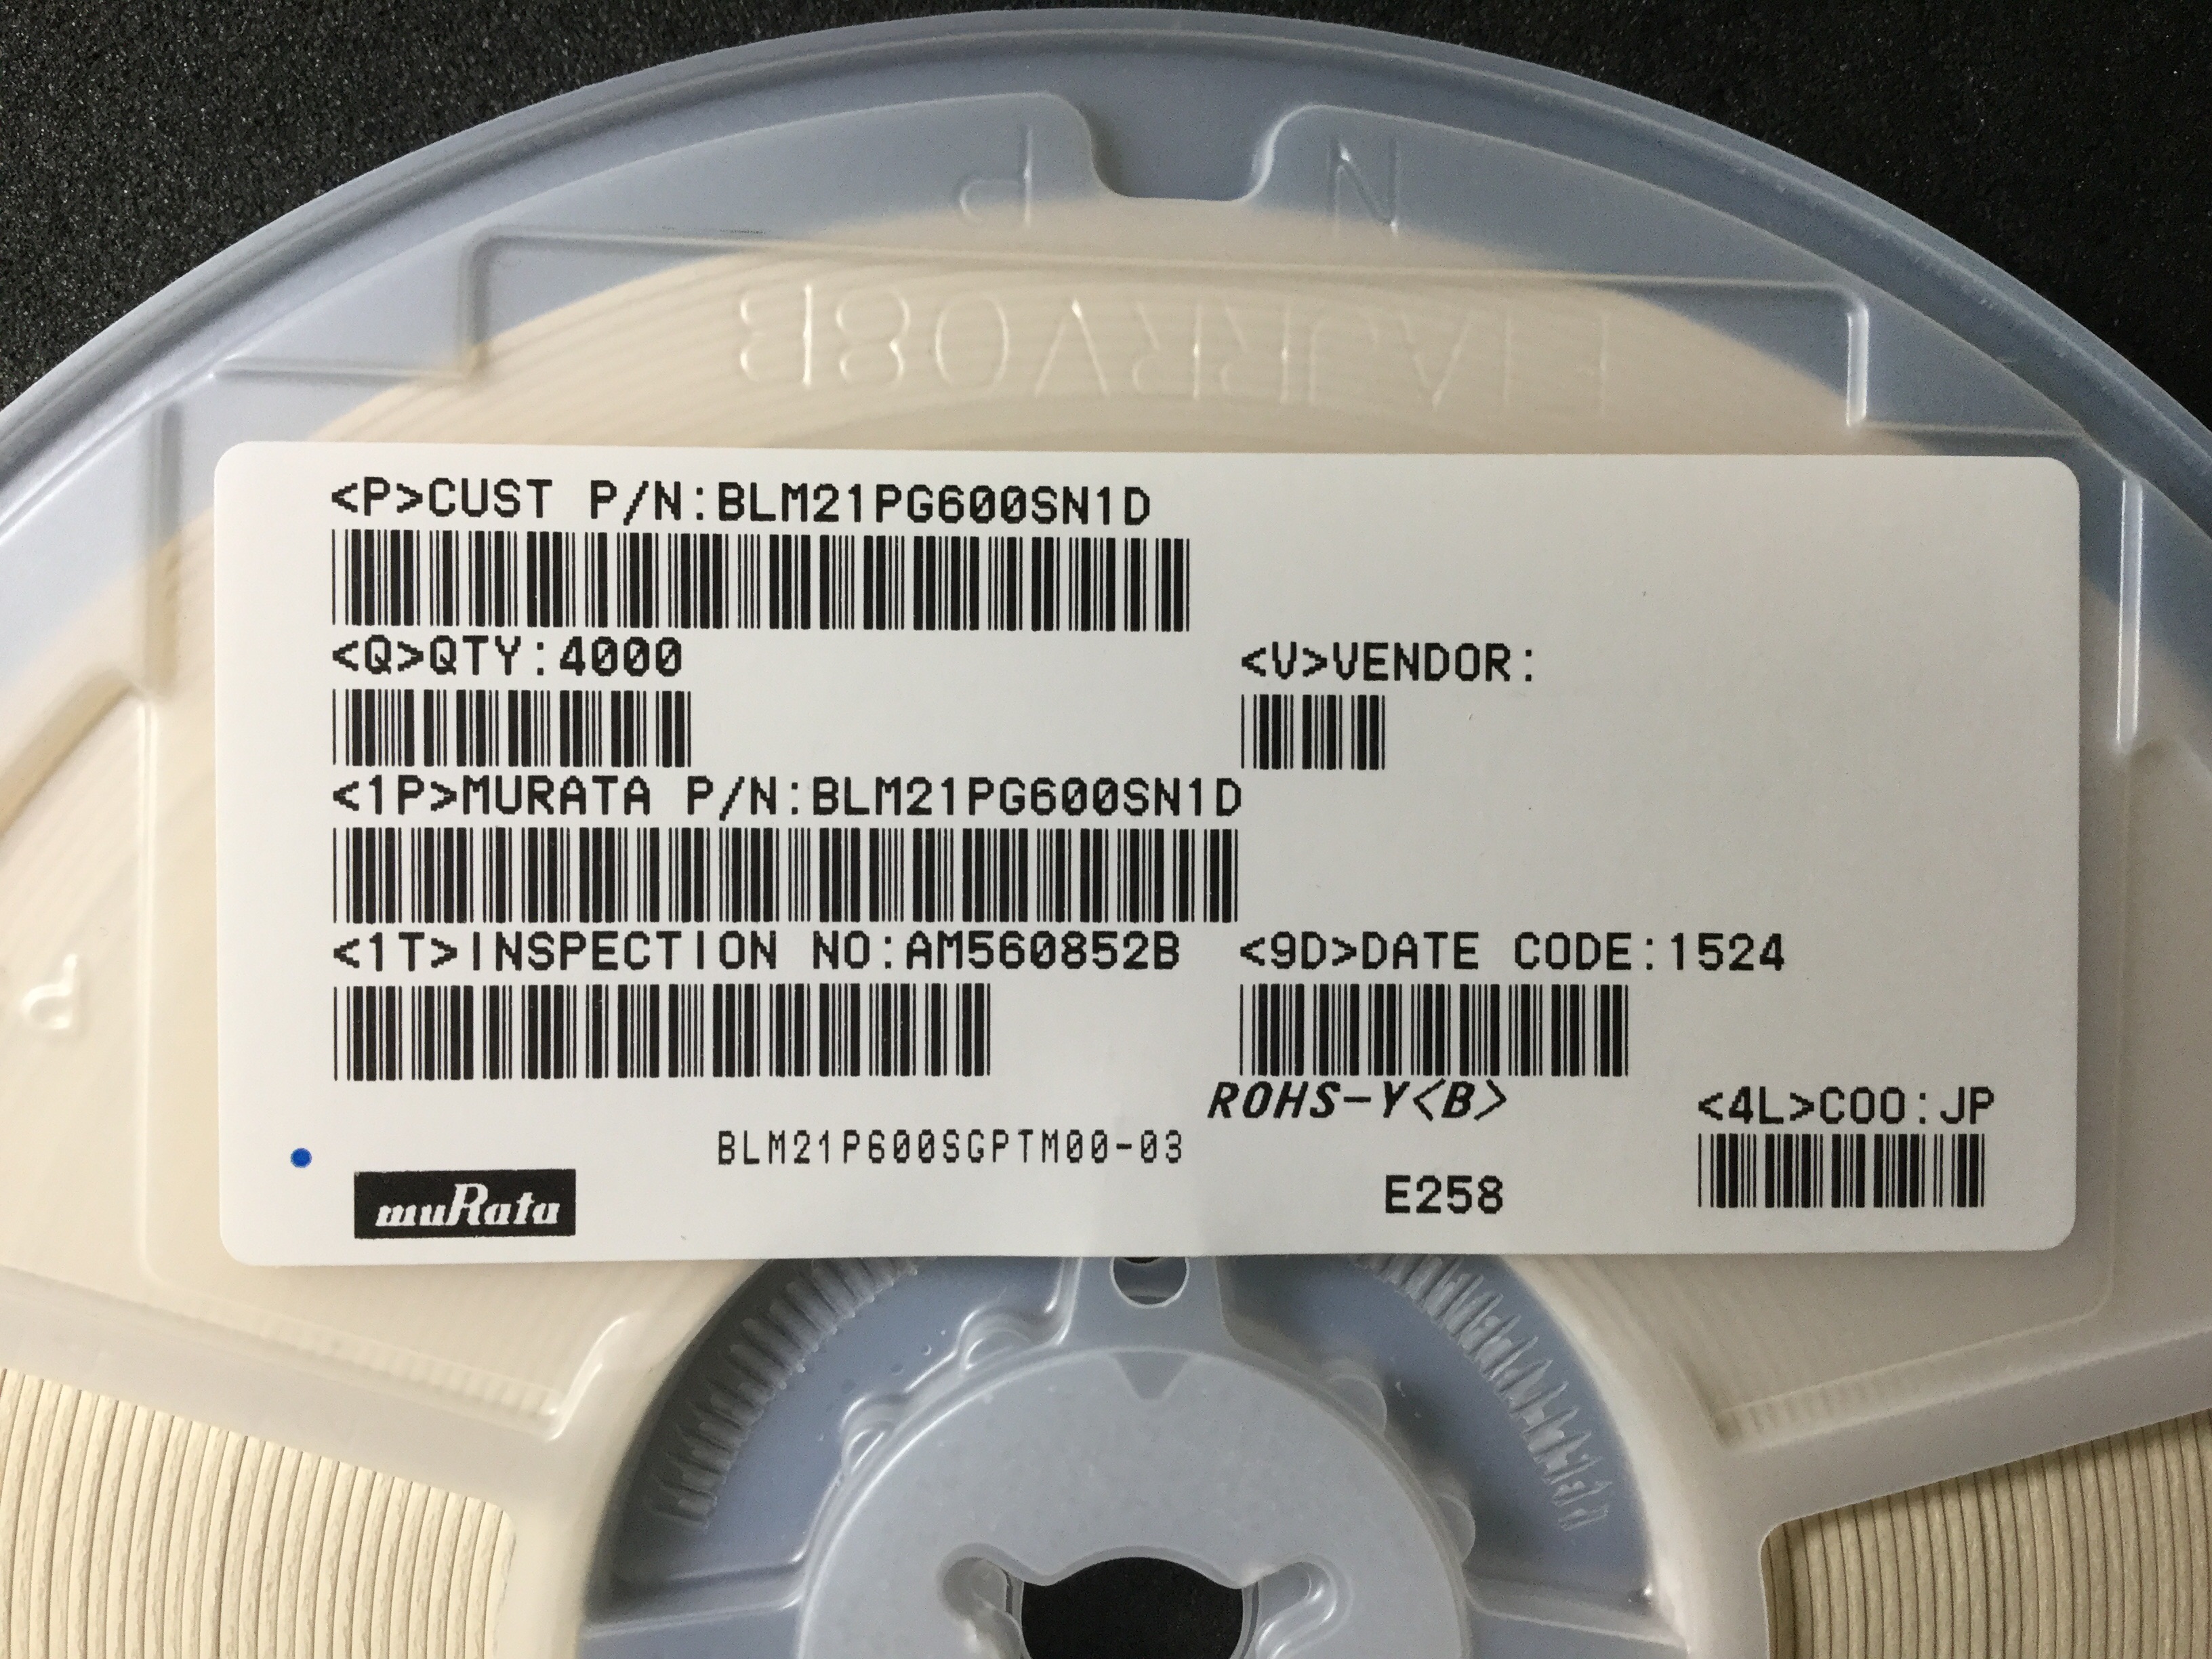 P N
EIAJRRV08B
<P>CUST P/N:BLM21PG600SN1D
<Q>QTY:4000
<V>VENDOR:
<1P>MURATA P/N:BLM21PG600SN1D
<1T>INSPECTION NO:AM560852B
<9D>DATE CODE:1524
ROHS-Y<B>
<4L>COO:JP
BLM21P600SGPTM00-03
E258
muRata
P